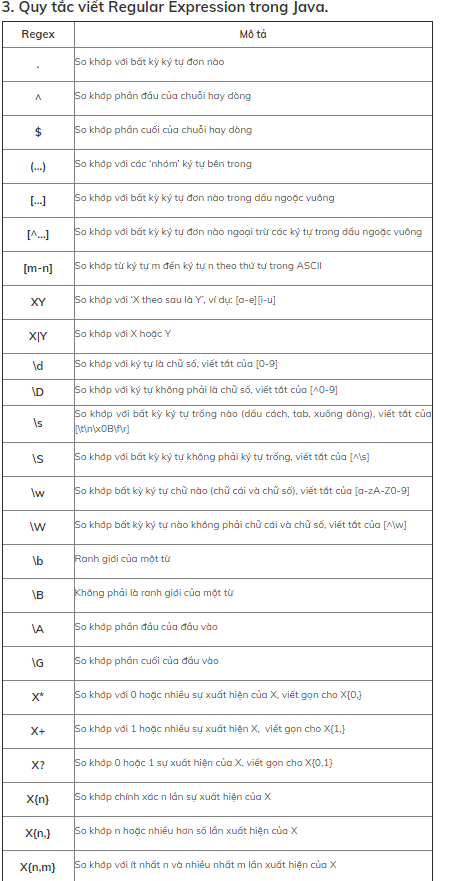 3. Quy tắc viết Regular Expression trong Java.
Regex Mô tả
. So khớp với bất kỳ ký tự đơn nào
^ So khớp phần đầu của chuỗi hay dòng
$ So khớp phần cuối của chuỗi hay dòng
(...) So khớp với các ‘nhóm’ ký tự bên trong
[...] So khớp với bất kỳ ký tự đơn nào trong dấu ngoặc vuông
[^...] So khớp với bất kỳ ký tự đơn nào ngoại trừ các ký tự trong dấu ngoặc vuông
[m-n] So khớp từ ký tự m đến ký tự n theo thứ tự trong ASCII
XY So khớp với ‘X theo sau là Y’, ví dụ: [a-e][i-u]
X|Y So khớp với X hoặc Y
\d So khớp với ký tự là chữ số, viết tắt của [0-9]
\D So khớp với ký tự không phải là chữ số, viết tắt của [^0-9]
\s So khớp với bất kỳ ký tự trống nào (dấu cách, tab, xuống dòng), viết tắt của
[\t\n\x0B\f\r]
\S So khớp với bất kỳ ký tự không phải ký tự trống, viết tắt của [^\s]
\w So khớp bất kỳ ký tự chữ nào (chữ cái và chữ số), viết tắt của [a-zA-Z0-9]
\W So khớp bất kỳ ký tự nào không phải chữ cái và chữ số, viết tắt của [^\w]
\b Ranh giới của một từ
\B Không phải là ranh giới của một từ
\A So khớp phần đầu của đầu vào
\G So khớp phần cuối của đầu vào
X* So khớp với 0 hoặc nhiều sự xuất hiện của X, viết gọn cho X{0,}
X+ So khớp với 1 hoặc nhiều sự xuất hiện X, viết gọn cho X{1,}
X? So khớp 0 hoặc 1 sự xuất hiện của X, viết gọn cho X{0,1}
X{n} So khớp chính xác n lần sự xuất hiện của X
X{n,} So khớp n hoặc nhiều hơn số lần xuất hiện của X
X{n,m} So khớp với ít nhất n và nhiều nhất m lần xuất hiện của X